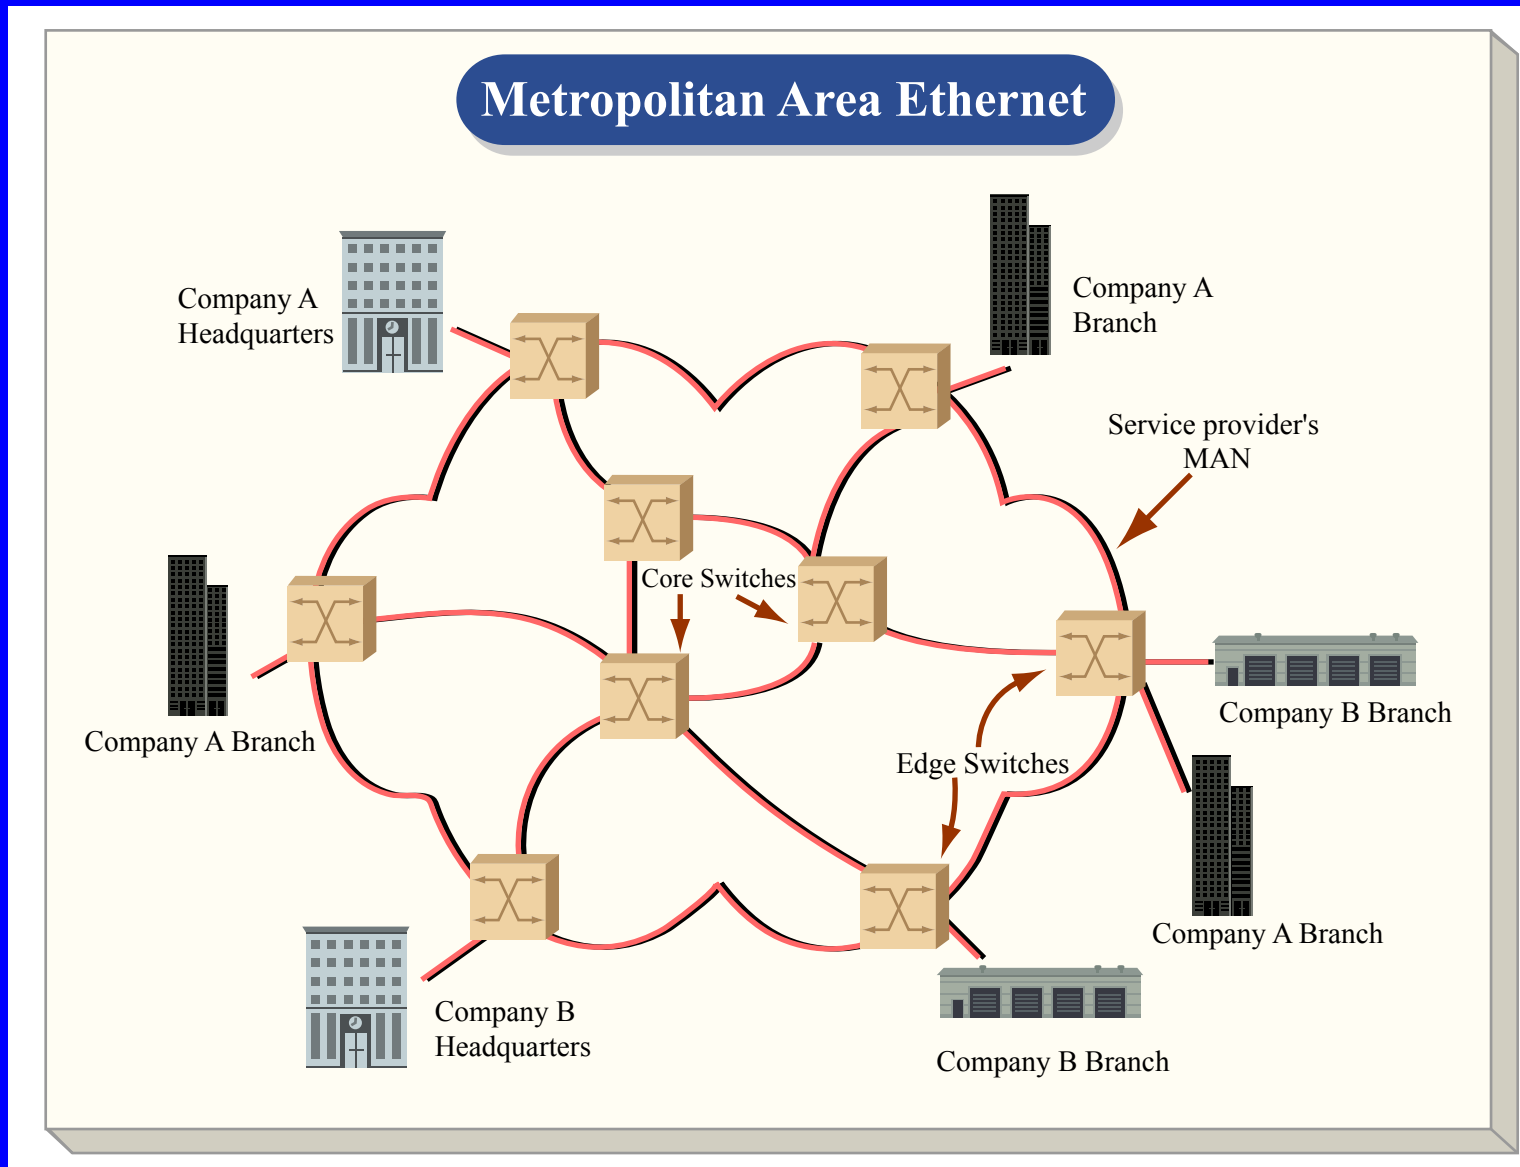 Metropolitan Area Ethernet
Company A
Headquarters
Company A
Branch
Service provider's
MAN
Core Switches
Company A Branch
Company B Branch
Edge Switches
Company A Branch
Company B
Headquarters
Company B Branch